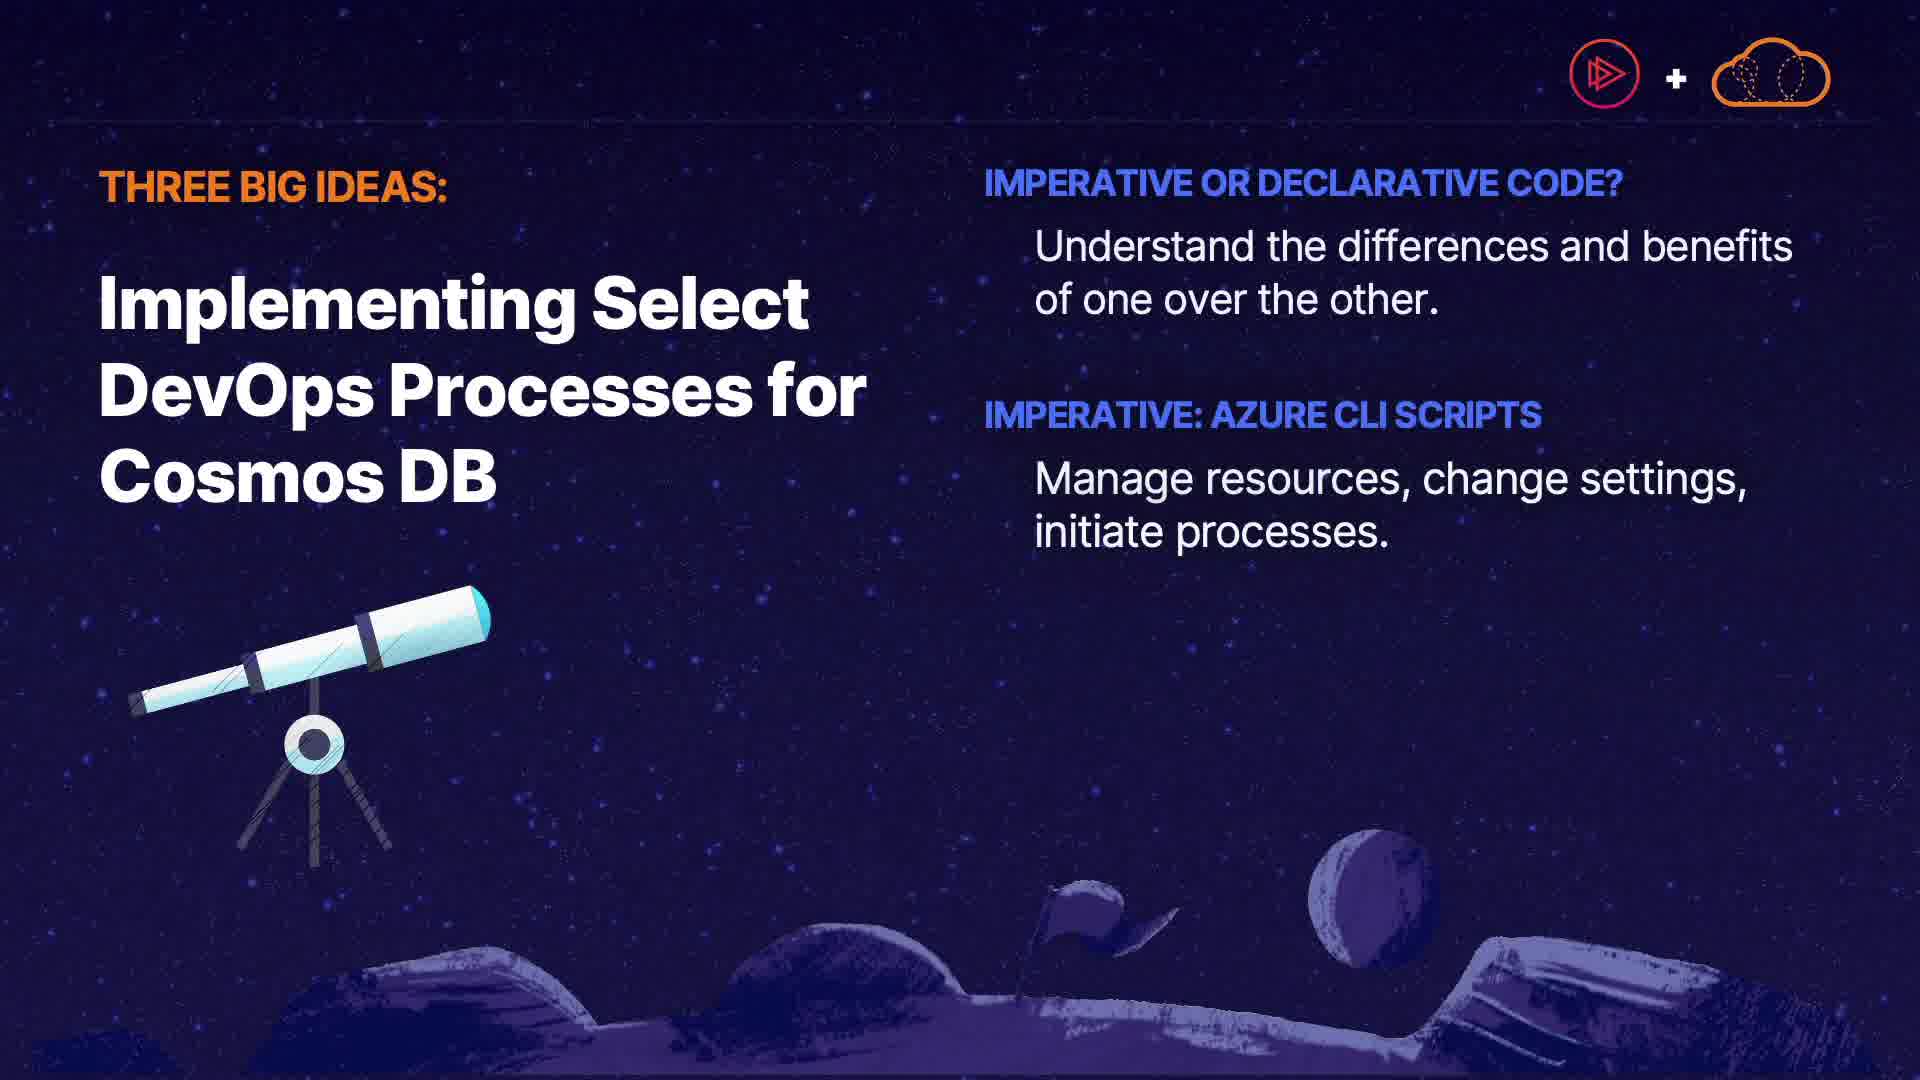 THREE BIG IDEAS:
Implementing Select
DevOps Processes for
Cosmos DB
IMPERATIVE OR DECLARATIVE CODE?
Understand the differences and benefits
of one over the other.
IMPERATIVE: AZURE CLI SCRIPTS
Manage resources, change settings,
initiate processes.